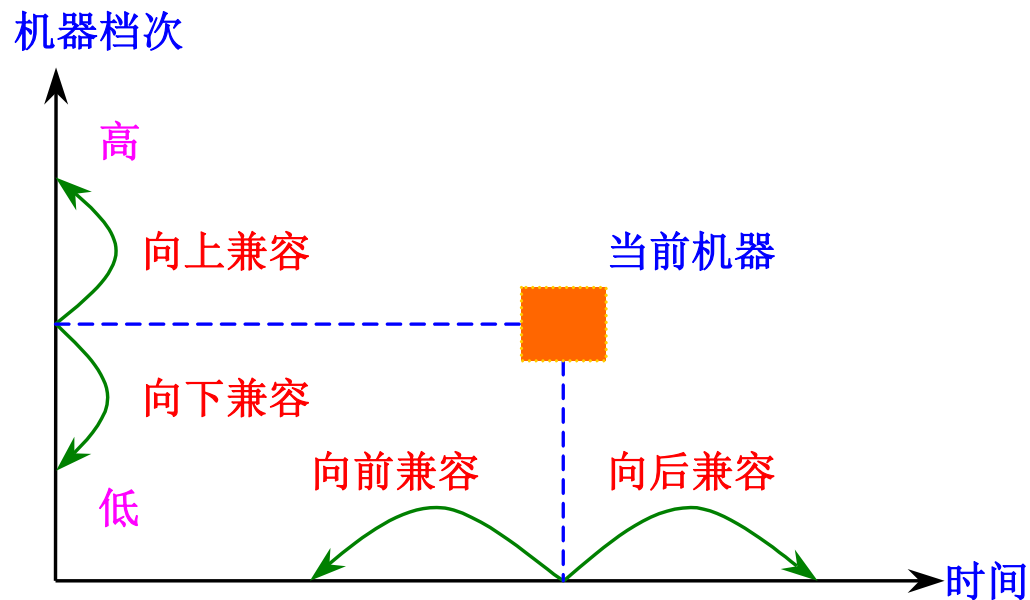 机器档次
高
向上兼容
当前机器
向下兼容
向前兼容
向后兼容
低
时间